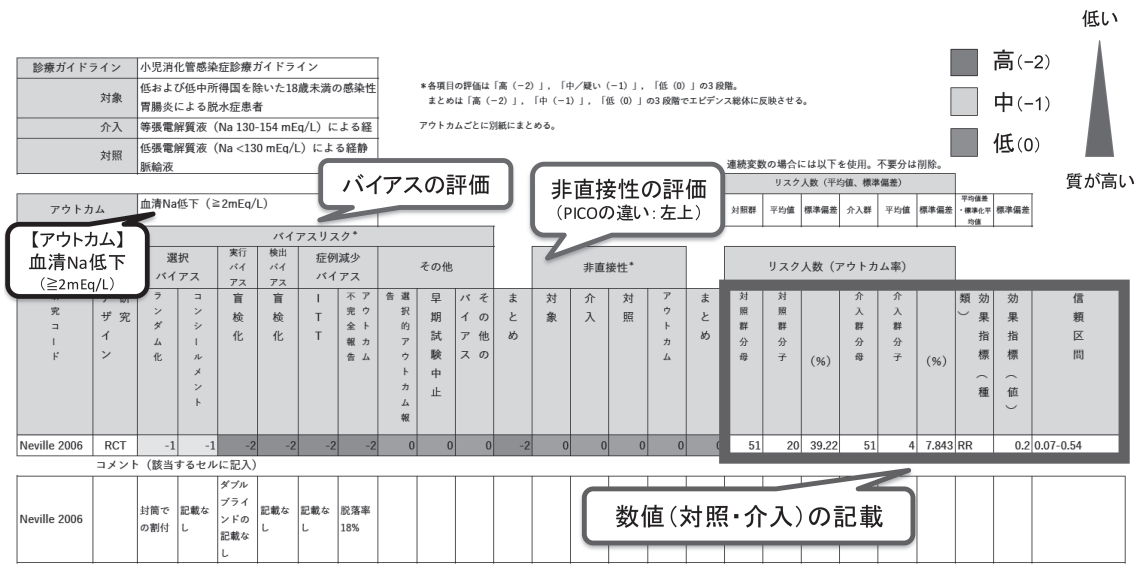 低い
高(−2)
中(−1)
低(0)
質が高い
診療ガイドライン 小児消化管感染症診療ガイドライン
対象 低および低中所得国を除いた18歳未満の感染性
胃腸炎による脱水症患者
介入 等張電解質液（Na 130-154 mEq/L）による経
対照 低張電解質液（Na <130 mEq/L）による経静
脈輸液
＊各項目の評価は「高（−2）」，「中／疑い（−1）」，「低（0）」の3段階。
まとめは「高（−2）」，「中（−1）」，「低（0）」の3段階でエビデンス総体に反映させる。
アウトカムごとに別紙にまとめる。
連続変数の場合には以下を使用。不要分は削除。
リスク人数（平均値、標準偏差）
対照群 平均値 標準偏差 介入群 平均値 標準偏差 平均値差・標準化平均値 標準偏差
バイアスの評価
非直接性の評価
(PICOの違い：左上)
アウトカム 血清Na低下（≧2mEq/L）
【アウトカム】
血清Na低下
(≧2mEq/L)
バイアスリスク*
選択バイアス 実行バイアス 検出バイアス 症例減少バイアス その他 非直接性* リスク人数（アウトカム率）
究コード 研究デザイン ランダム化 コンシールメント 盲検化 盲検化 ITT 不完全報告アウトカム 選択的アウトカム報告 早期試験中止 その他のバイアス まとめ 対象 介入 対照 アウトカム まとめ 対照群分母 対照群分子 (%) 介入群分母 介入群分子 (%) 効果指標（種類） 効果指標（値） 信頼区間
Neville 2006 RCT -1 -1 -2 -2 -2 -2 0 0 0 -2 0 0 0 0 0 51 20 39.22 51 4 7.843 RR 0.2 0.07-0.54
コメント（該当するセルに記入）
Neville 2006 封筒での割付 記載なし ダブルブラインドの記載なし 記載なし 記載なし 脱落率18%
数値（対照・介入）の記載